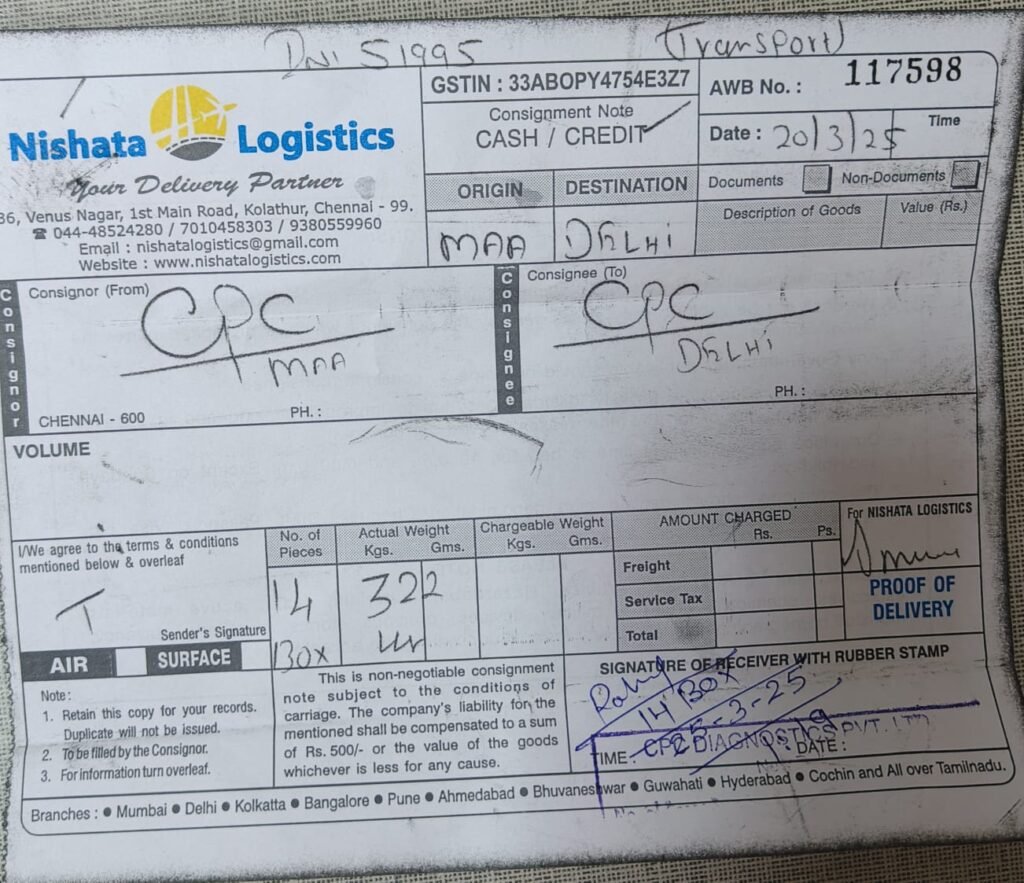 (Transport)
51995
Nishata Logistics
Your Delivery Partner
36, Venus Nagar, 1st Main Road, Kolathur, Chennai - 99.
☎ 044-48524280 / 7010458303 / 9380559960
Email : nishatalogistics@gmail.com
Website : www.nishatalogistics.com
GSTIN : 33ABOPY4754E3Z7
Consignment Note
CASH / CREDIT
ORIGIN DESTINATION
MAA DELHI
AWB No. : 117598
Date : 20/3/25 Time
Documents Non-Documents
Description of Goods Value (Rs.)
Consignor
Consignor (From)
CPC
MAA
CHENNAI - 600 PH. :
Consignee
Consignee (To)
CPC
DELHI
PH. :
VOLUME
I/We agree to the terms & conditions
mentioned below & overleaf
Sender's Signature
AIR SURFACE
No. of
Pieces
14
Box
Actual Weight
Kgs. Gms.
322
Chargeable Weight
Kgs. Gms.
AMOUNT CHARGED
Rs. Ps.
Freight
Service Tax
Total
For NISHATA LOGISTICS
PROOF OF
DELIVERY
Note :
1. Retain this copy for your records.
Duplicate will not be issued.
2. To be filled by the Consignor.
3. For information turn overleaf.
This is non-negotiable consignment
note subject to the conditions of
carriage. The company's liability for the
mentioned shall be compensated to a sum
of Rs. 500/- or the value of the goods
whichever is less for any cause.
SIGNATURE OF RECEIVER WITH RUBBER STAMP
14 BOX
25-3-25
CPC DIAGNOSTICS PVT. LTD
TIME : DATE :
Branches : ● Mumbai ● Delhi ● Kolkatta ● Bangalore ● Pune ● Ahmedabad ● Bhuvaneshwar ● Guwahati ● Hyderabad ● Cochin and All over Tamilnadu.